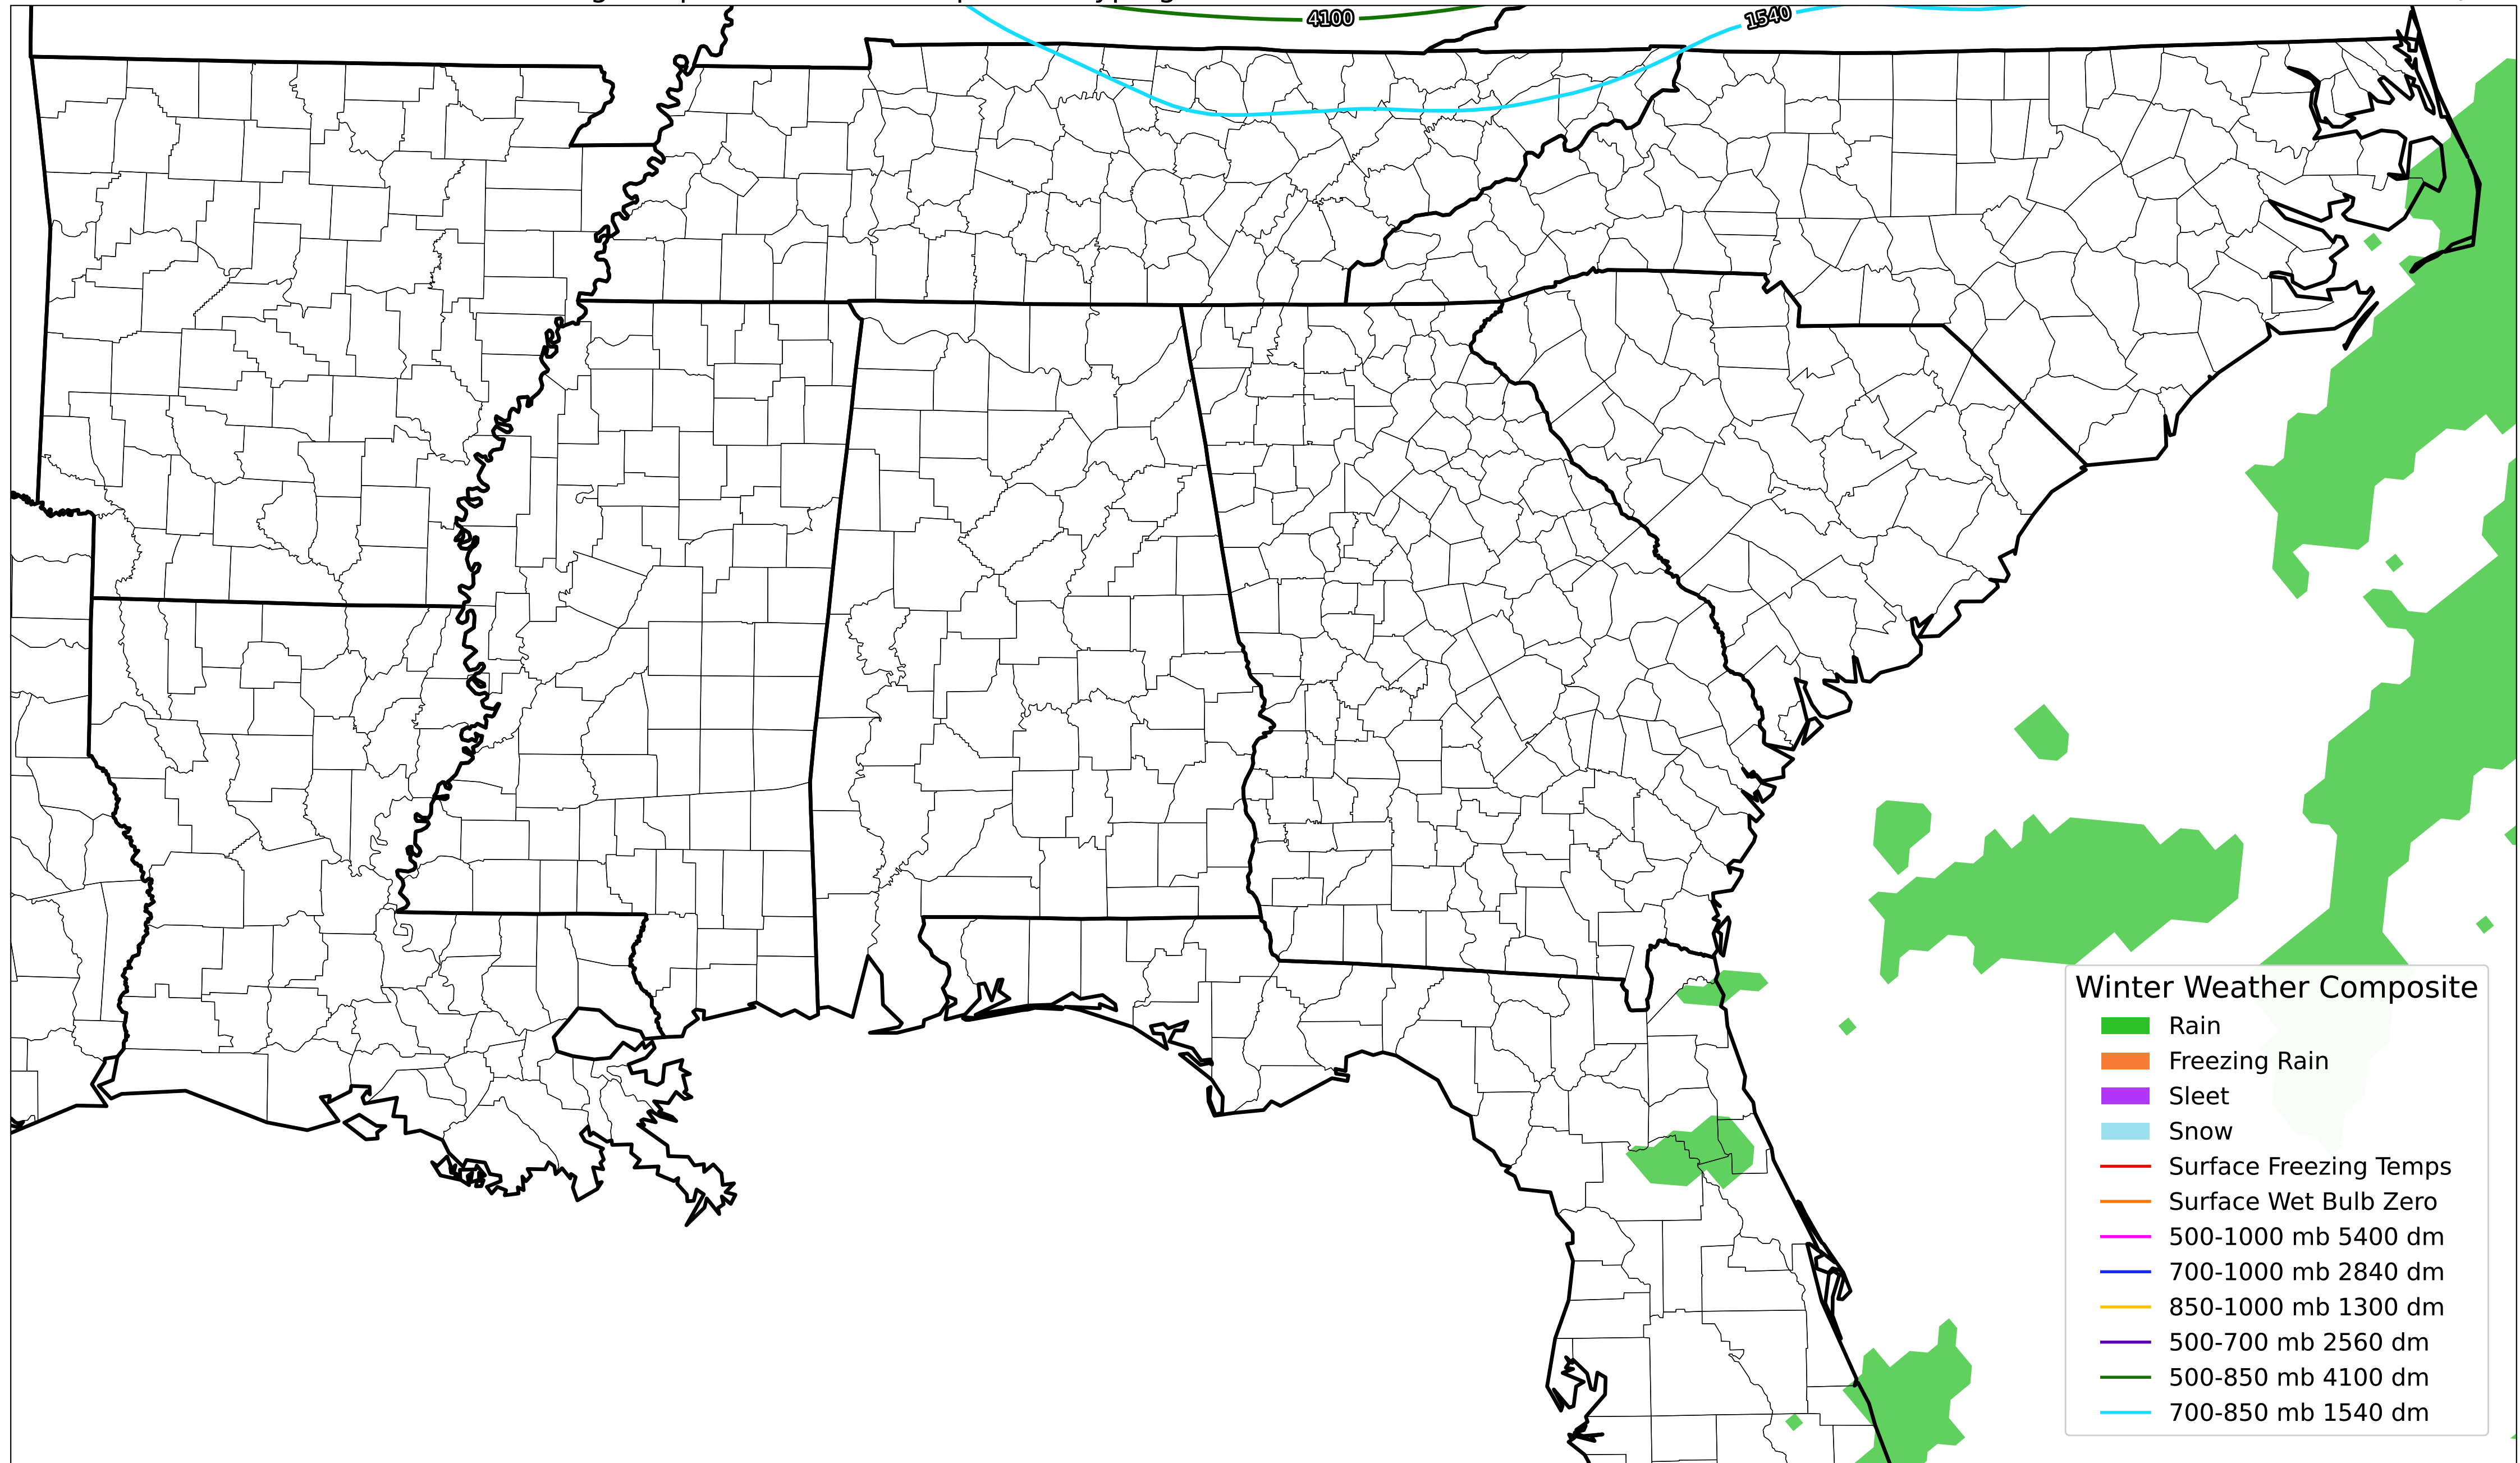 4100
1540
Winter Weather Composite
Rain
Freezing Rain
Sleet
Snow
Surface Freezing Temps
Surface Wet Bulb Zero
500-1000 mb 5400 dm
700-1000 mb 2840 dm
850-1000 mb 1300 dm
500-700 mb 2560 dm
500-850 mb 4100 dm
700-850 mb 1540 dm